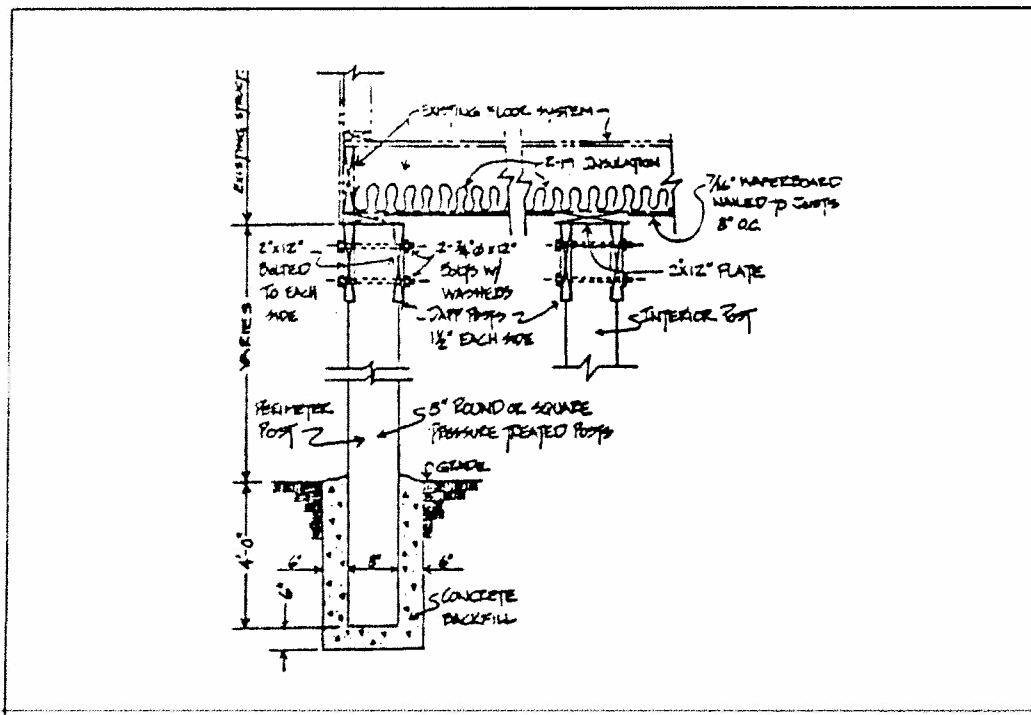 EXISTING STRUCT.
EXISTING FLOOR SYSTEM
R-19 INSULATION
7/16" WAFERBOARD
NAILED TO JOISTS
8" O.C.
2"x12"
BOLTED
TO EACH
SIDE
2-3/4"ø x 12"
BOLTS W/
WASHERS
2"x12" PLATE
DAPP POSTS
1 1/2" EACH SIDE
INTERIOR POST
VARIES
PERIMETER
POST
8" ROUND OR SQUARE
PRESSURE TREATED POSTS
GRADE
4'-0"
6"
8"
6"
6"
CONCRETE
BACKFILL